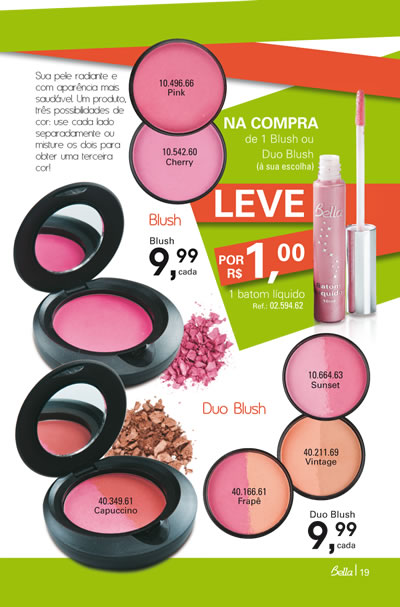 Sua pele radiante e
com aparência mais
saudável. Um produto,
três possibilidades de
cor: use cada lado
separadamente ou
misture os dois para
obter uma terceira
cor!
10.496.66
Pink
10.542.60
Cherry
NA COMPRA
de 1 Blush ou
Duo Blush
(à sua escolha)
LEVE
POR
R$ 1,00
1 batom líquido
Ref.: 02.594.62
Bella
Blush
Blush
9,99
cada
Duo Blush
10.664.63
Sunset
40.211.69
Vintage
40.166.61
Frapê
40.349.61
Capuccino
Duo Blush
9,99
cada
Bella | 19